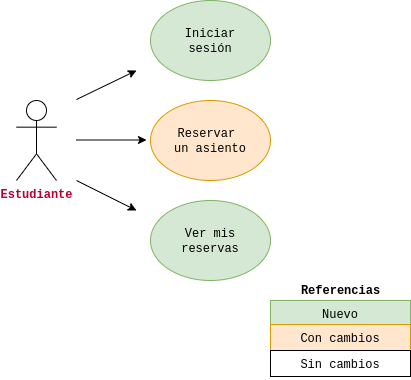 Iniciar
sesión
Reservar
un asiento
Estudiante
Ver mis
reservas
Referencias
Nuevo
Con cambios
Sin cambios